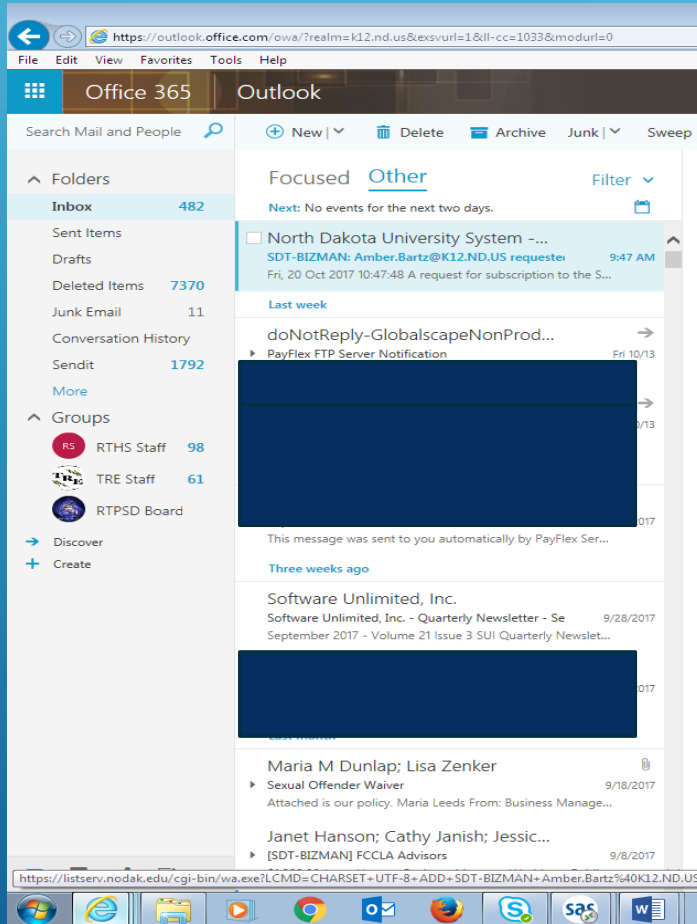 https://outlook.office.com/owa/?realm=k12.nd.us&exsvurl=1&ll-cc=1033&modurl=0
File Edit View Favorites Tools Help
Office 365 Outlook
Search Mail and People New Delete Archive Junk Sweep
Folders
Inbox 482
Sent Items
Drafts
Deleted Items 7370
Junk Email 11
Conversation History
Sendit 1792
More
Groups
RS RTHS Staff 98
TRE TRE Staff 61
RTPSD Board
Discover
Create
Focused Other Filter
Next: No events for the next two days.
North Dakota University System -...
SDT-BIZMAN: Amber.Bartz@K12.ND.US requested 9:47 AM
Fri, 20 Oct 2017 10:47:48 A request for subscription to the S...
Last week
doNotReply-GlobalscapeNonProd...
PayFlex FTP Server Notification Fri 10/13
0/13
017
This message was sent to you automatically by PayFlex Ser...
Three weeks ago
Software Unlimited, Inc.
Software Unlimited, Inc. - Quarterly Newsletter - Se 9/28/2017
September 2017 - Volume 21 Issue 3 SUI Quarterly Newslet...
017
Last month
Maria M Dunlap; Lisa Zenker
Sexual Offender Waiver 9/18/2017
Attached is our policy. Maria Leeds From: Business Manage...
Janet Hanson; Cathy Janish; Jessic...
[SDT-BIZMAN] FCCLA Advisors 9/8/2017
https://listserv.nodak.edu/cgi-bin/wa.exe?LCMD=CHARSET+UTF-8+ADD+SDT-BIZMAN+Amber.Bartz%40K12.ND.US
sas